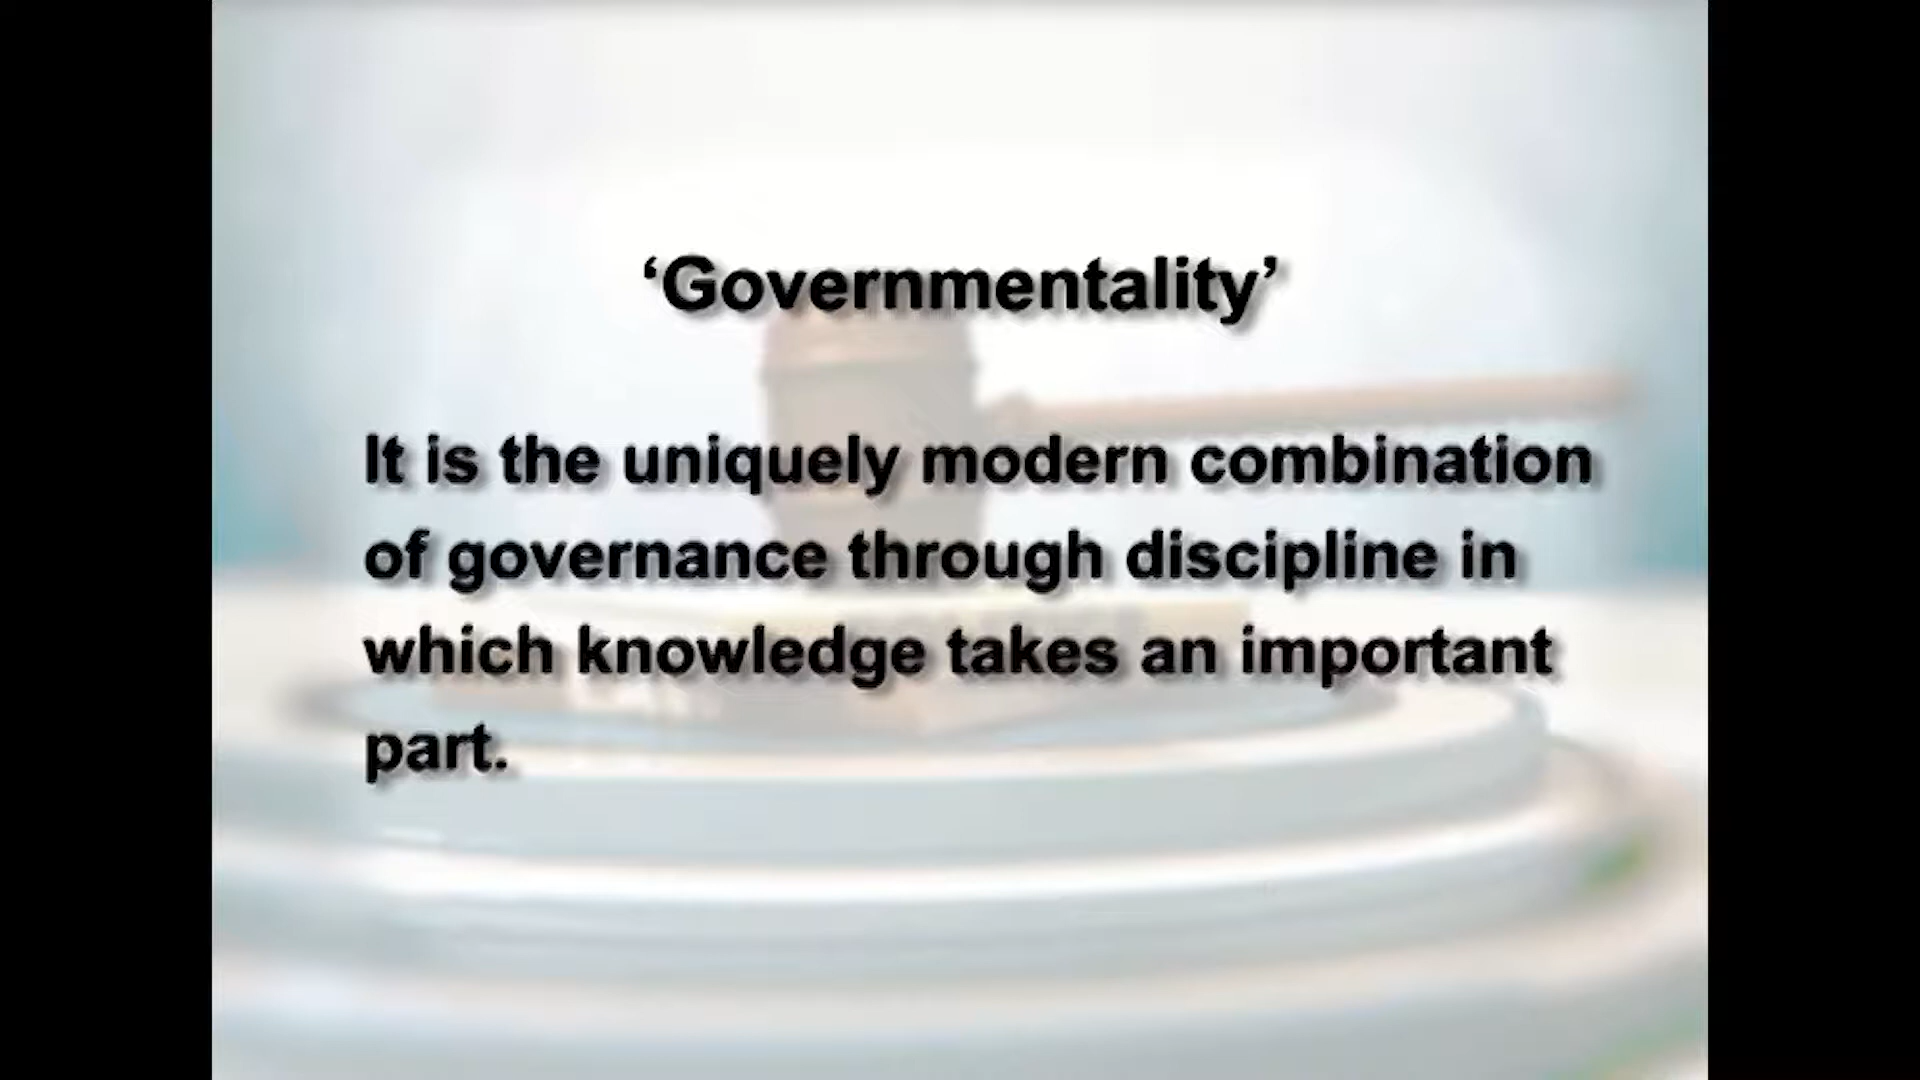 ‘Governmentality’
It is the uniquely modern combination
of governance through discipline in
which knowledge takes an important
part.